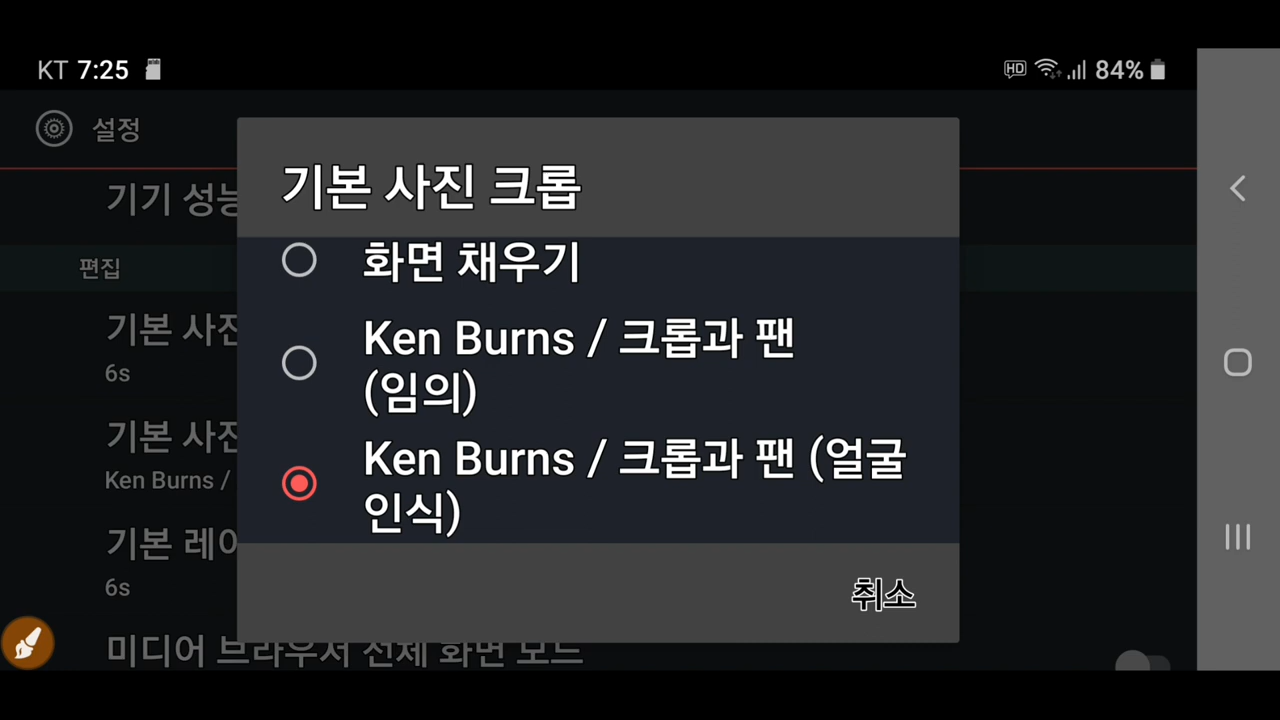 KT 7:25
HD 84%
설정
기본 사진 크롭
기기 성능
화면 채우기
편집
Ken Burns / 크롭과 팬
(임의)
기본 사진
6s
Ken Burns / 크롭과 팬 (얼굴
인식)
기본 사진
Ken Burns /
기본 레이
6s
취소
미디어 브라우저 전체 화면 모드